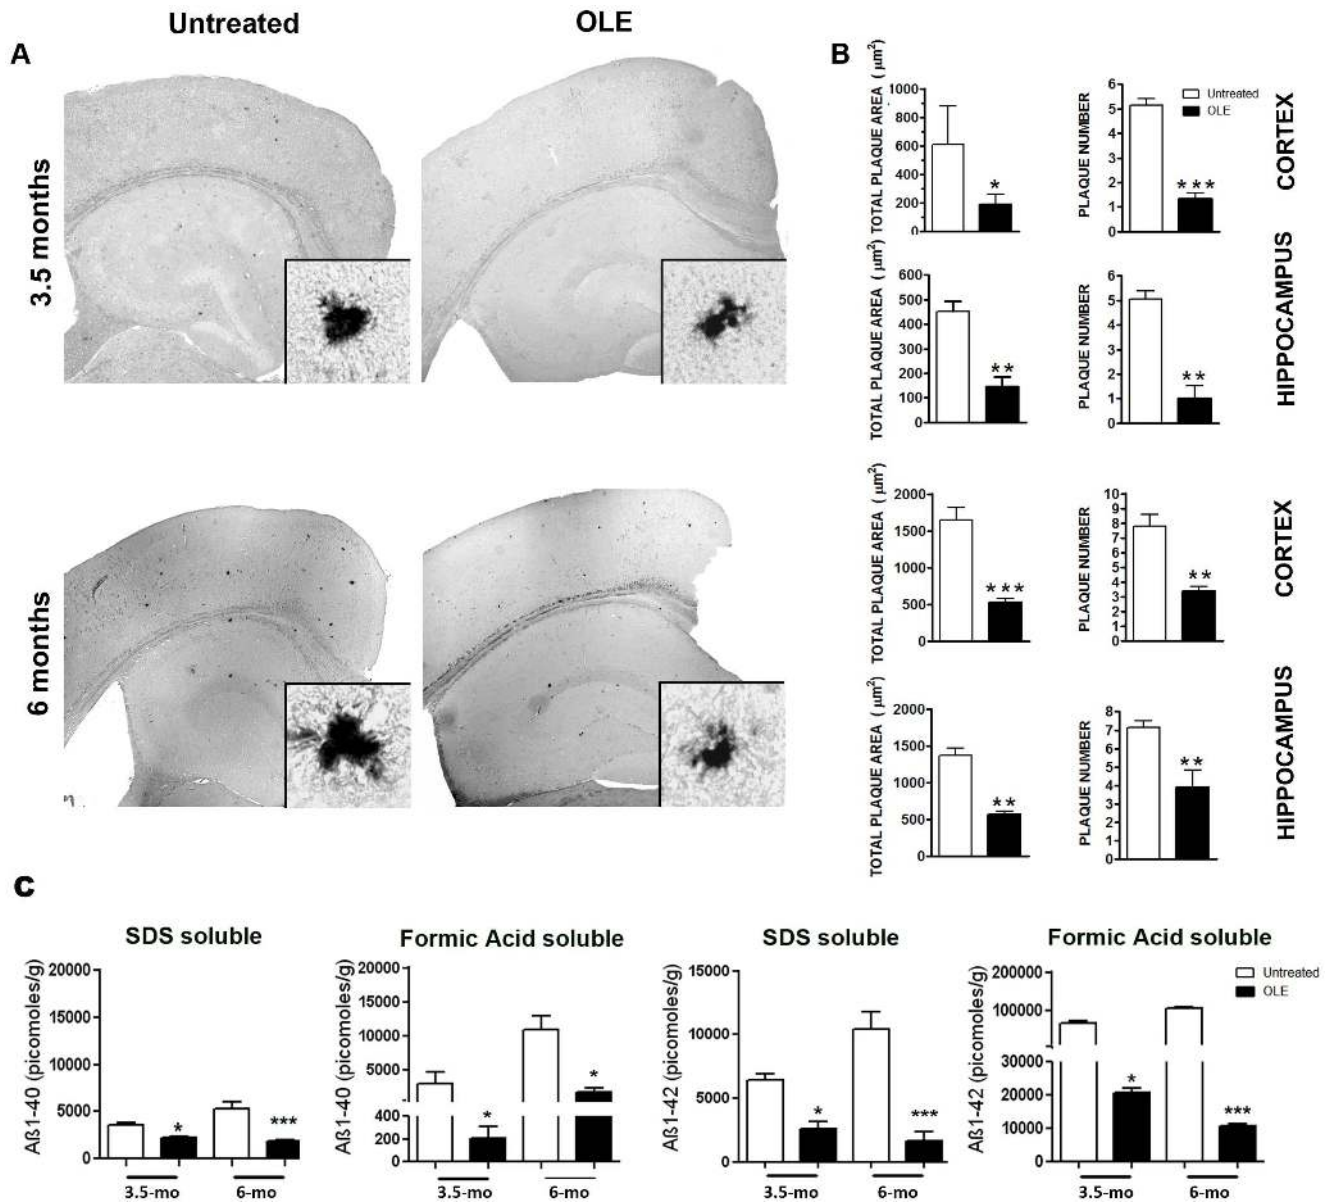 Untreated
OLE
A
3.5 months
6 months
B
TOTAL PLAQUE AREA ( µm²)
1000
800
600
400
200
0
*
PLAQUE NUMBER
6
5
4
3
2
1
0
***
Untreated
OLE
CORTEX
TOTAL PLAQUE AREA ( µm²)
600
500
400
300
200
100
0
**
PLAQUE NUMBER
6
5
4
3
2
1
0
**
HIPPOCAMPUS
TOTAL PLAQUE AREA ( µm²)
2000
1500
1000
500
0
***
PLAQUE NUMBER
10
9
8
7
6
5
4
3
2
1
0
**
CORTEX
TOTAL PLAQUE AREA ( µm²)
2000
1500
1000
500
0
**
PLAQUE NUMBER
8
7
6
5
4
3
2
1
0
**
HIPPOCAMPUS
C
SDS soluble
Aß1-40 (picomoles/g)
20000
15000
10000
5000
0
*
***
3.5-mo
6-mo
Formic Acid soluble
Aß1-40 (picomoles/g)
20000
15000
10000
5000
400
200
0
*
*
3.5-mo
6-mo
SDS soluble
Aß1-42 (picomoles/g)
15000
10000
5000
0
*
***
3.5-mo
6-mo
Formic Acid soluble
Aß1-42 (picomoles/g)
200000
100000
30000
20000
10000
0
*
***
3.5-mo
6-mo
Untreated
OLE